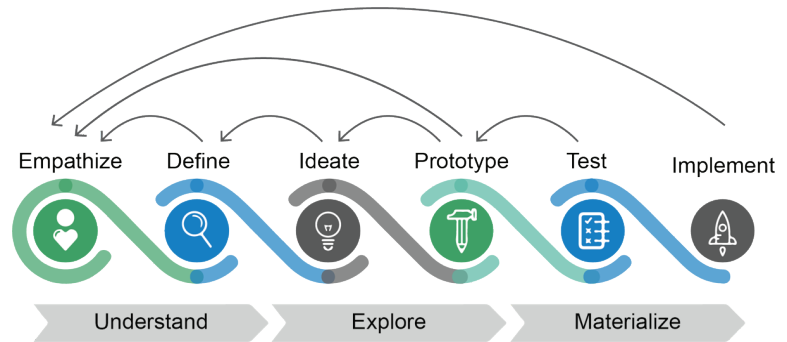 Empathize
Define
Ideate
Prototype
Test
Implement
Understand
Explore
Materialize